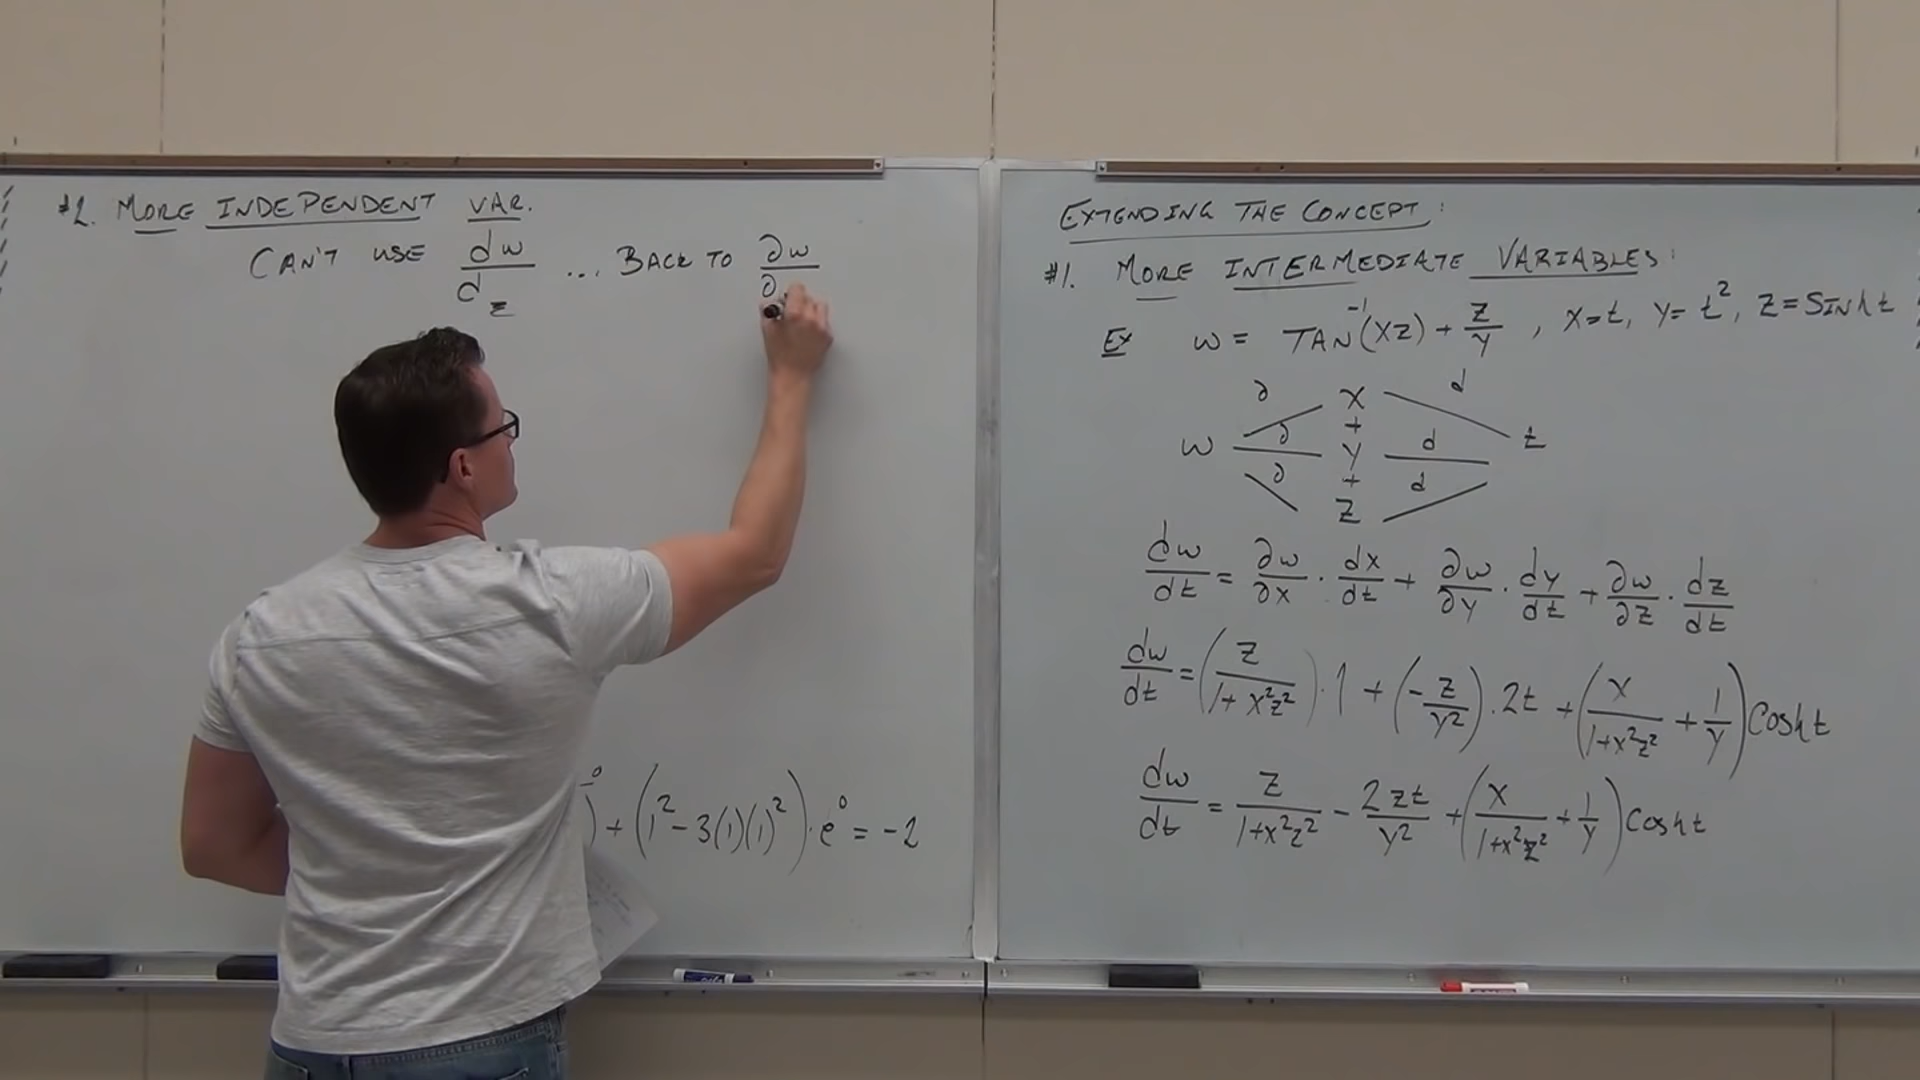 #2. MORE INDEPENDENT VAR.
CAN'T USE dw/d_ ... BACK TO ∂w/∂
) + (1² - 3(1)(1)²) · e⁰ = -2
EXTENDING THE CONCEPT:
#1. MORE INTERMEDIATE VARIABLES:
Ex w = TAN⁻¹(XZ) + Z/Y , X=t, Y=t², Z=SINh t
∂ X d
+
w ∂ Y d t
+
∂ Z d
dw/dt = ∂w/∂x · dx/dt + ∂w/∂y · dy/dt + ∂w/∂z · dz/dt
dw/dt = (z/(1+x²z²)) · 1 + (-z/y²) · 2t + (x/(1+x²z²) + 1/y) Cosh t
dw/dt = z/(1+x²z²) - 2zt/y² + (x/(1+x²z²) + 1/y) Cosh t